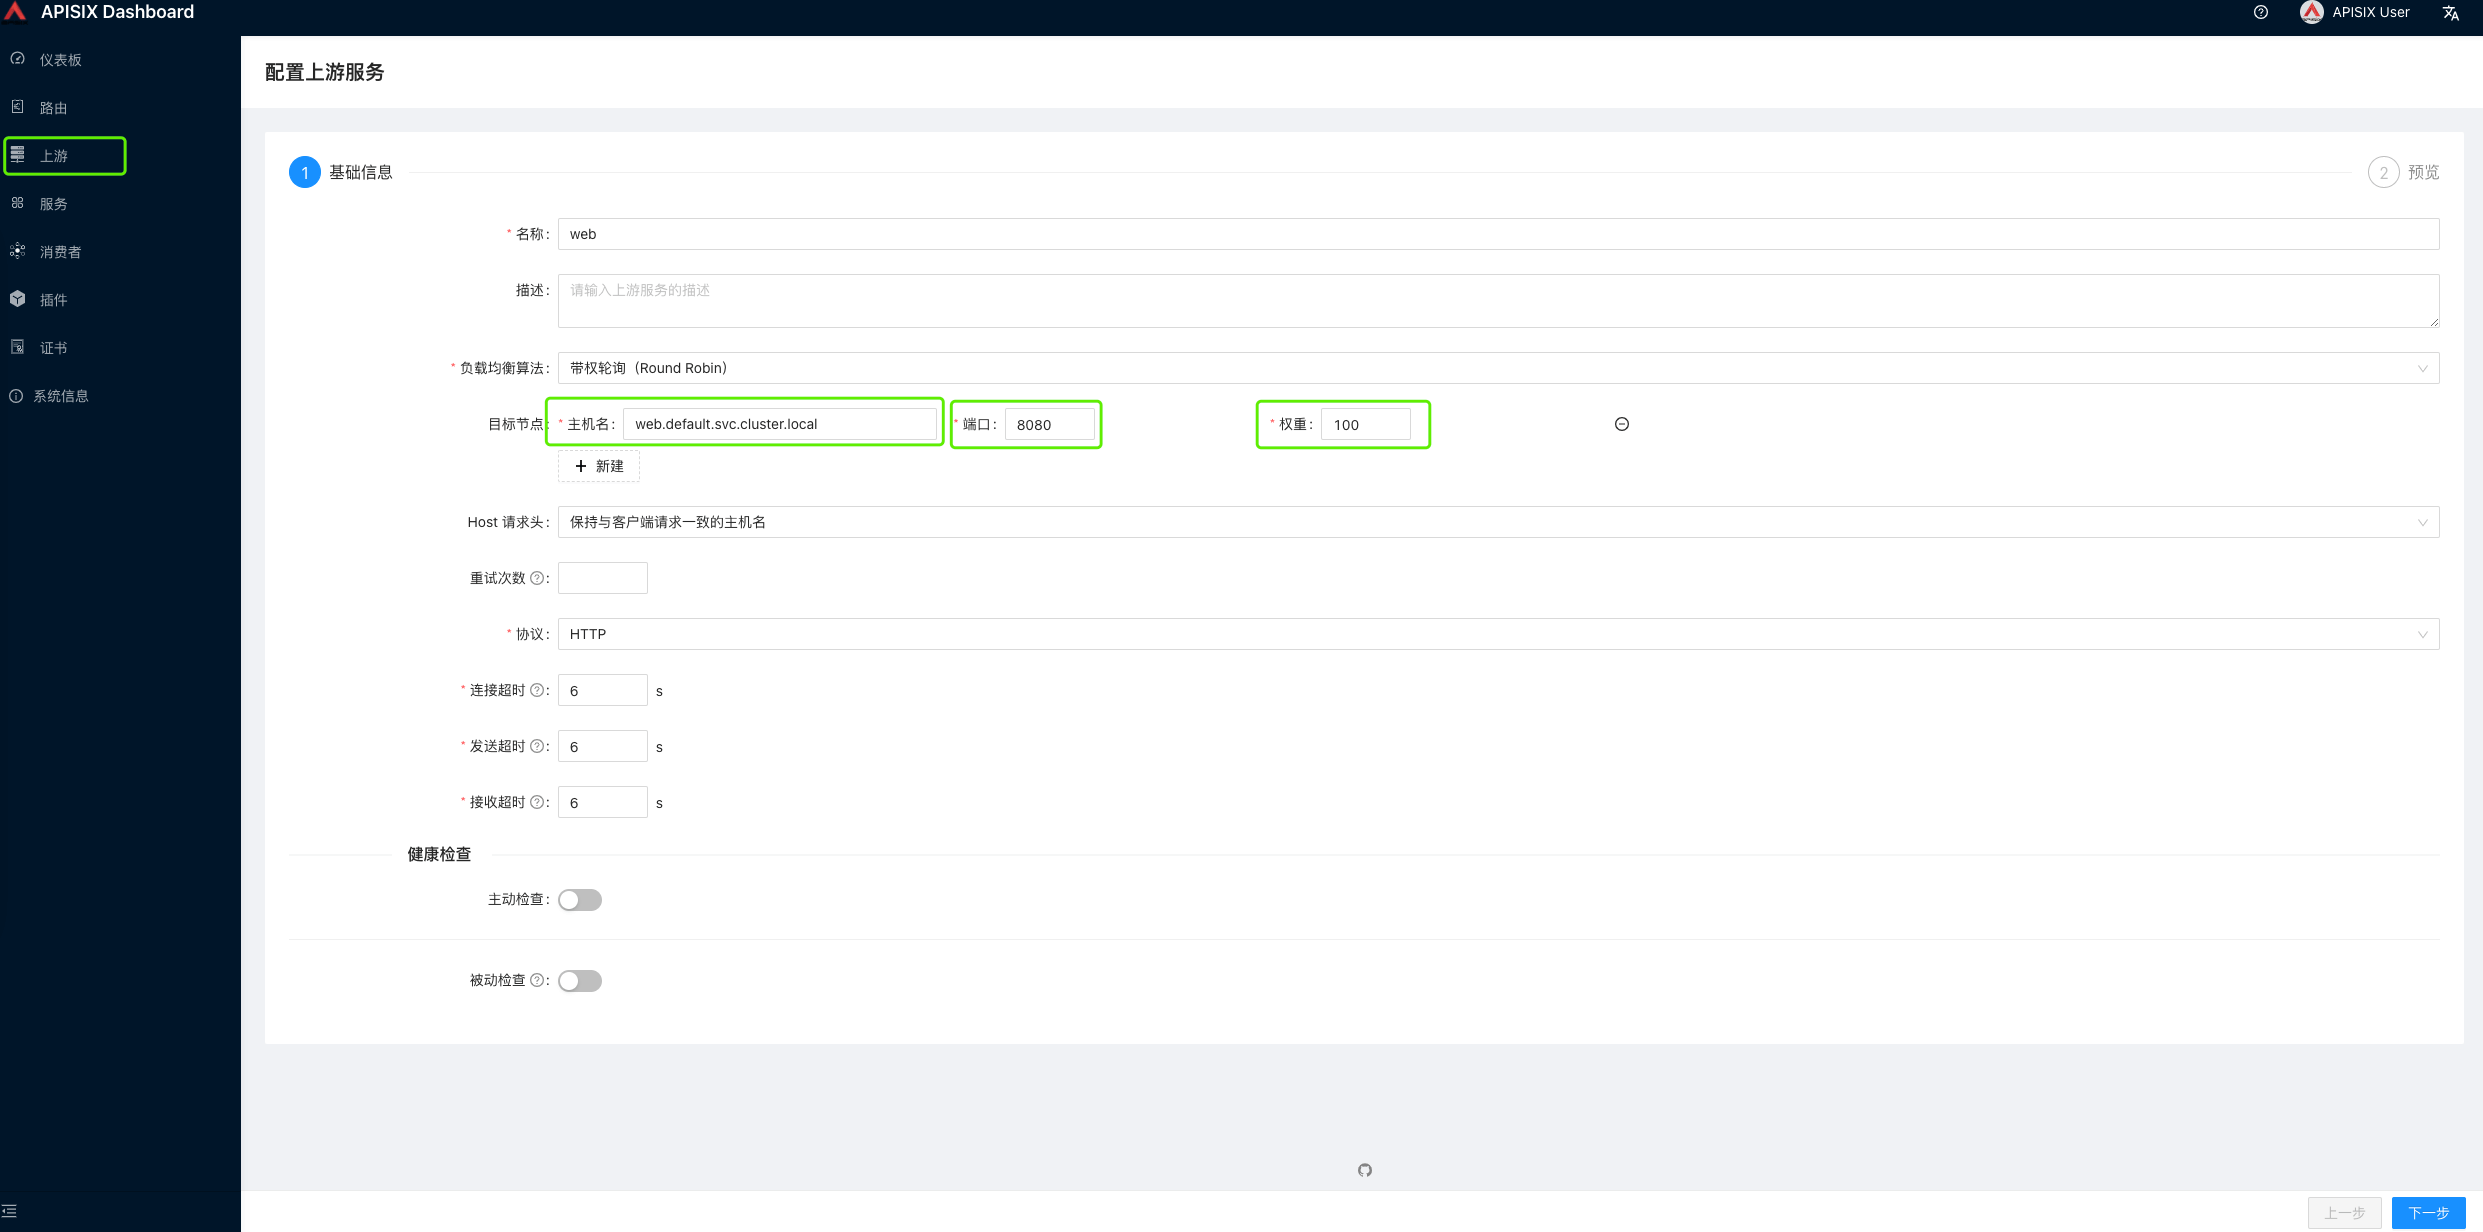 APISIX Dashboard
APISIX User
仪表板
路由
上游
服务
消费者
插件
证书
系统信息
配置上游服务
1 基础信息
2 预览
* 名称: web
描述: 请输入上游服务的描述
* 负载均衡算法: 带权轮询（Round Robin）
目标节点: * 主机名: web.default.svc.cluster.local * 端口: 8080 * 权重: 100
+ 新建
Host 请求头: 保持与客户端请求一致的主机名
重试次数 ? :
* 协议: HTTP
* 连接超时 ? : 6 s
* 发送超时 ? : 6 s
* 接收超时 ? : 6 s
健康检查
主动检查:
被动检查 ? :
上一步 下一步